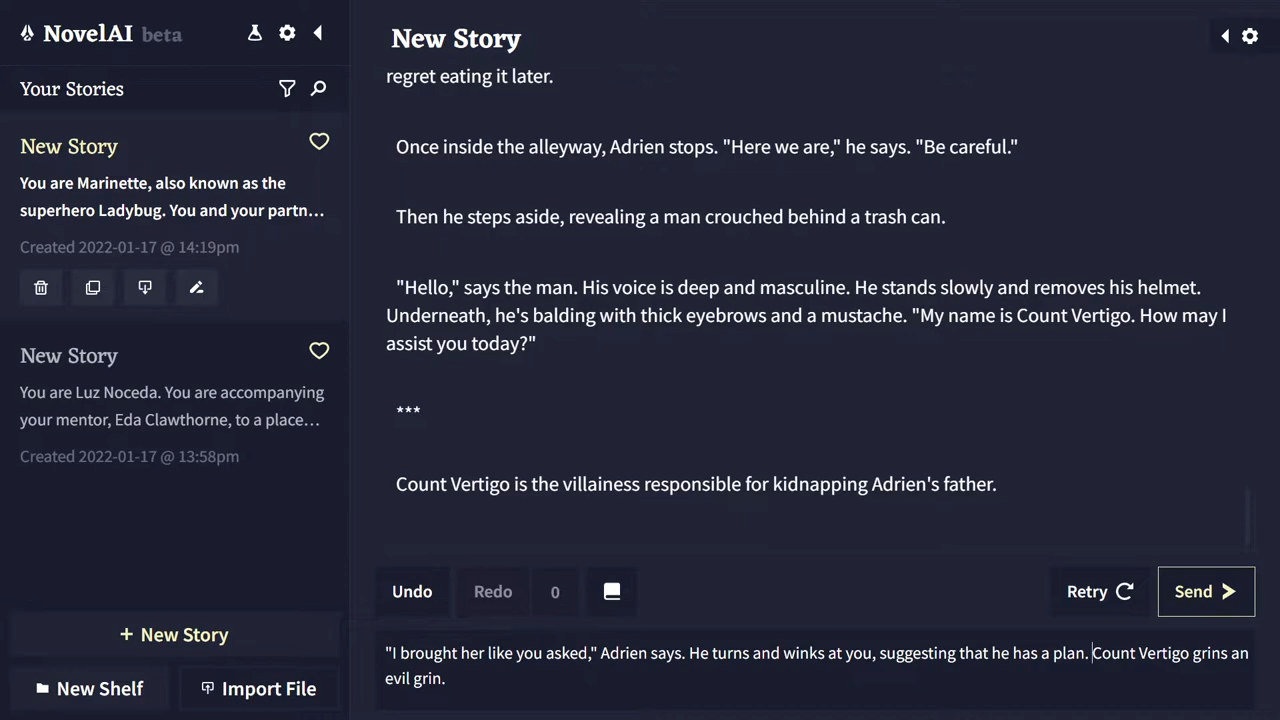 NovelAI beta
Your Stories
New Story
You are Marinette, also known as the
superhero Ladybug. You and your partn...
Created 2022-01-17 @ 14:19pm
New Story
You are Luz Noceda. You are accompanying
your mentor, Eda Clawthorne, to a place...
Created 2022-01-17 @ 13:58pm
+ New Story
New Shelf
Import File
New Story
regret eating it later.
Once inside the alleyway, Adrien stops. "Here we are," he says. "Be careful."
Then he steps aside, revealing a man crouched behind a trash can.
"Hello," says the man. His voice is deep and masculine. He stands slowly and removes his helmet.
Underneath, he's balding with thick eyebrows and a mustache. "My name is Count Vertigo. How may I
assist you today?"
***
Count Vertigo is the villainess responsible for kidnapping Adrien's father.
Undo
Redo
0
Retry
Send
"I brought her like you asked," Adrien says. He turns and winks at you, suggesting that he has a plan. Count Vertigo grins an
evil grin.